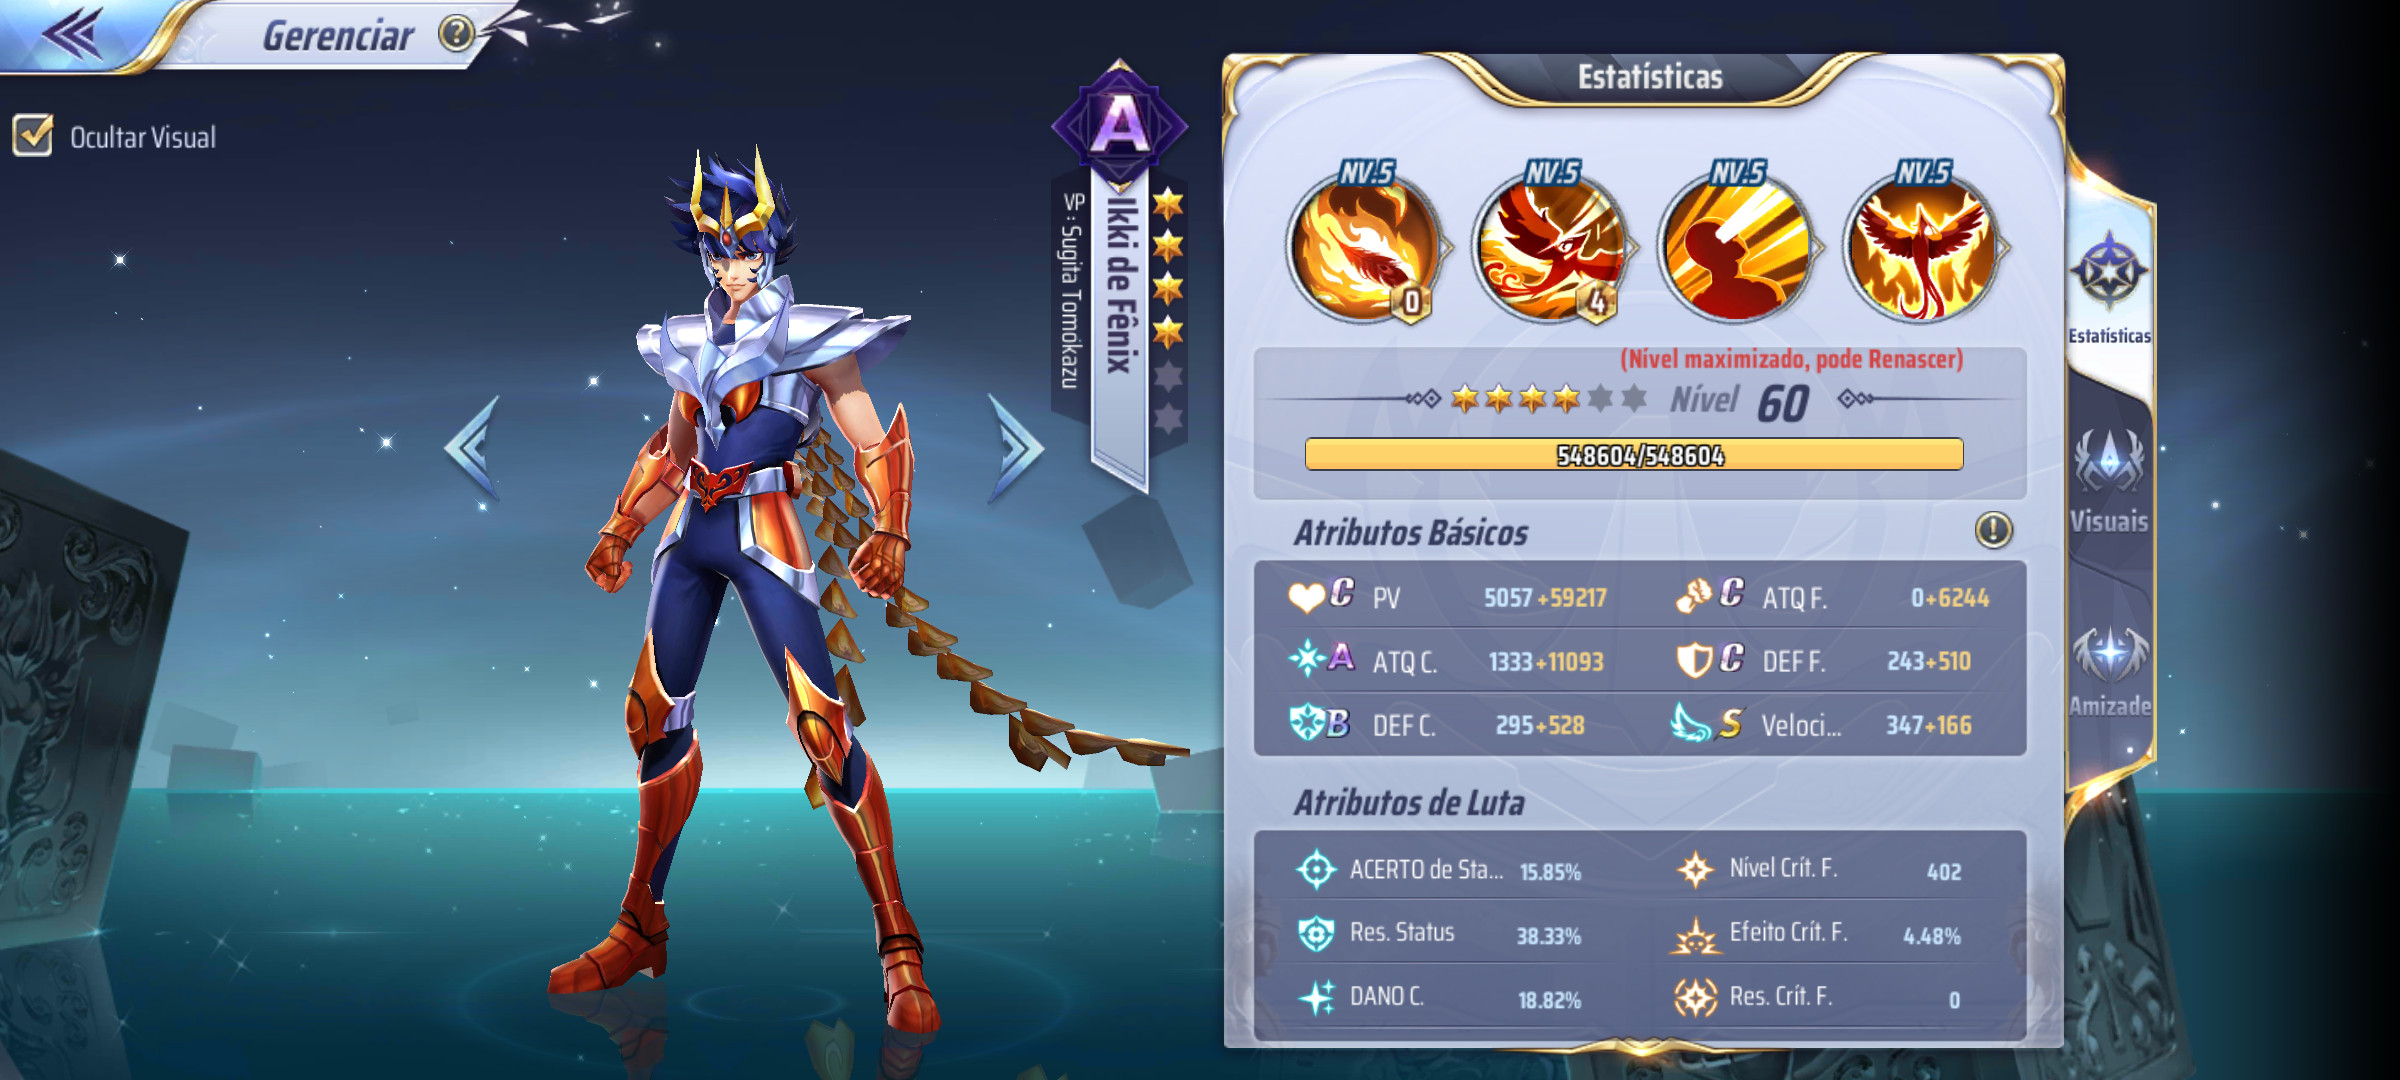 Gerenciar ?
Ocultar Visual
A
Ikki de Fênix
VP : Sugita Tomokazu
Estatísticas
NV.5 NV.5 NV.5 NV.5
0 4
(Nível maximizado, pode Renascer)
Nível 60
548604/548604
Atributos Básicos
C PV 5057+59217 C ATQ F. 0+6244
A ATQ C. 1333+11093 C DEF F. 243+510
B DEF C. 295+528 S Veloci... 347+166
Atributos de Luta
ACERTO de Sta... 15.85% Nível Crít. F. 402
Res. Status 38.33% Efeito Crít. F. 4.48%
DANO C. 18.82% Res. Crít. F. 0
Estatísticas
Visuais
Amizade